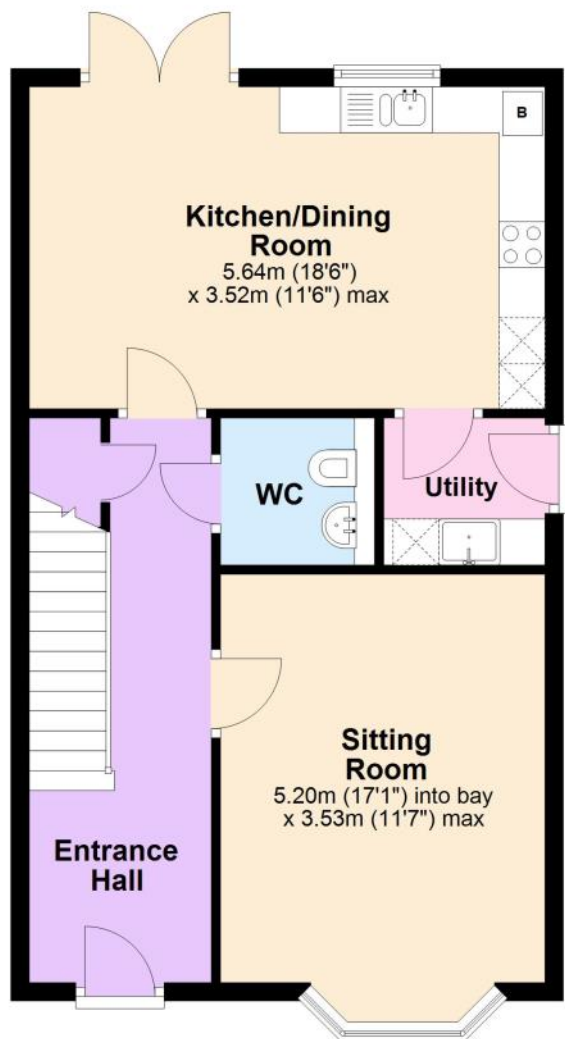 B
Kitchen/Dining
Room
5.64m (18'6")
x 3.52m (11'6") max
WC
Utility
Sitting
Room
5.20m (17'1") into bay
x 3.53m (11'7") max
Entrance
Hall